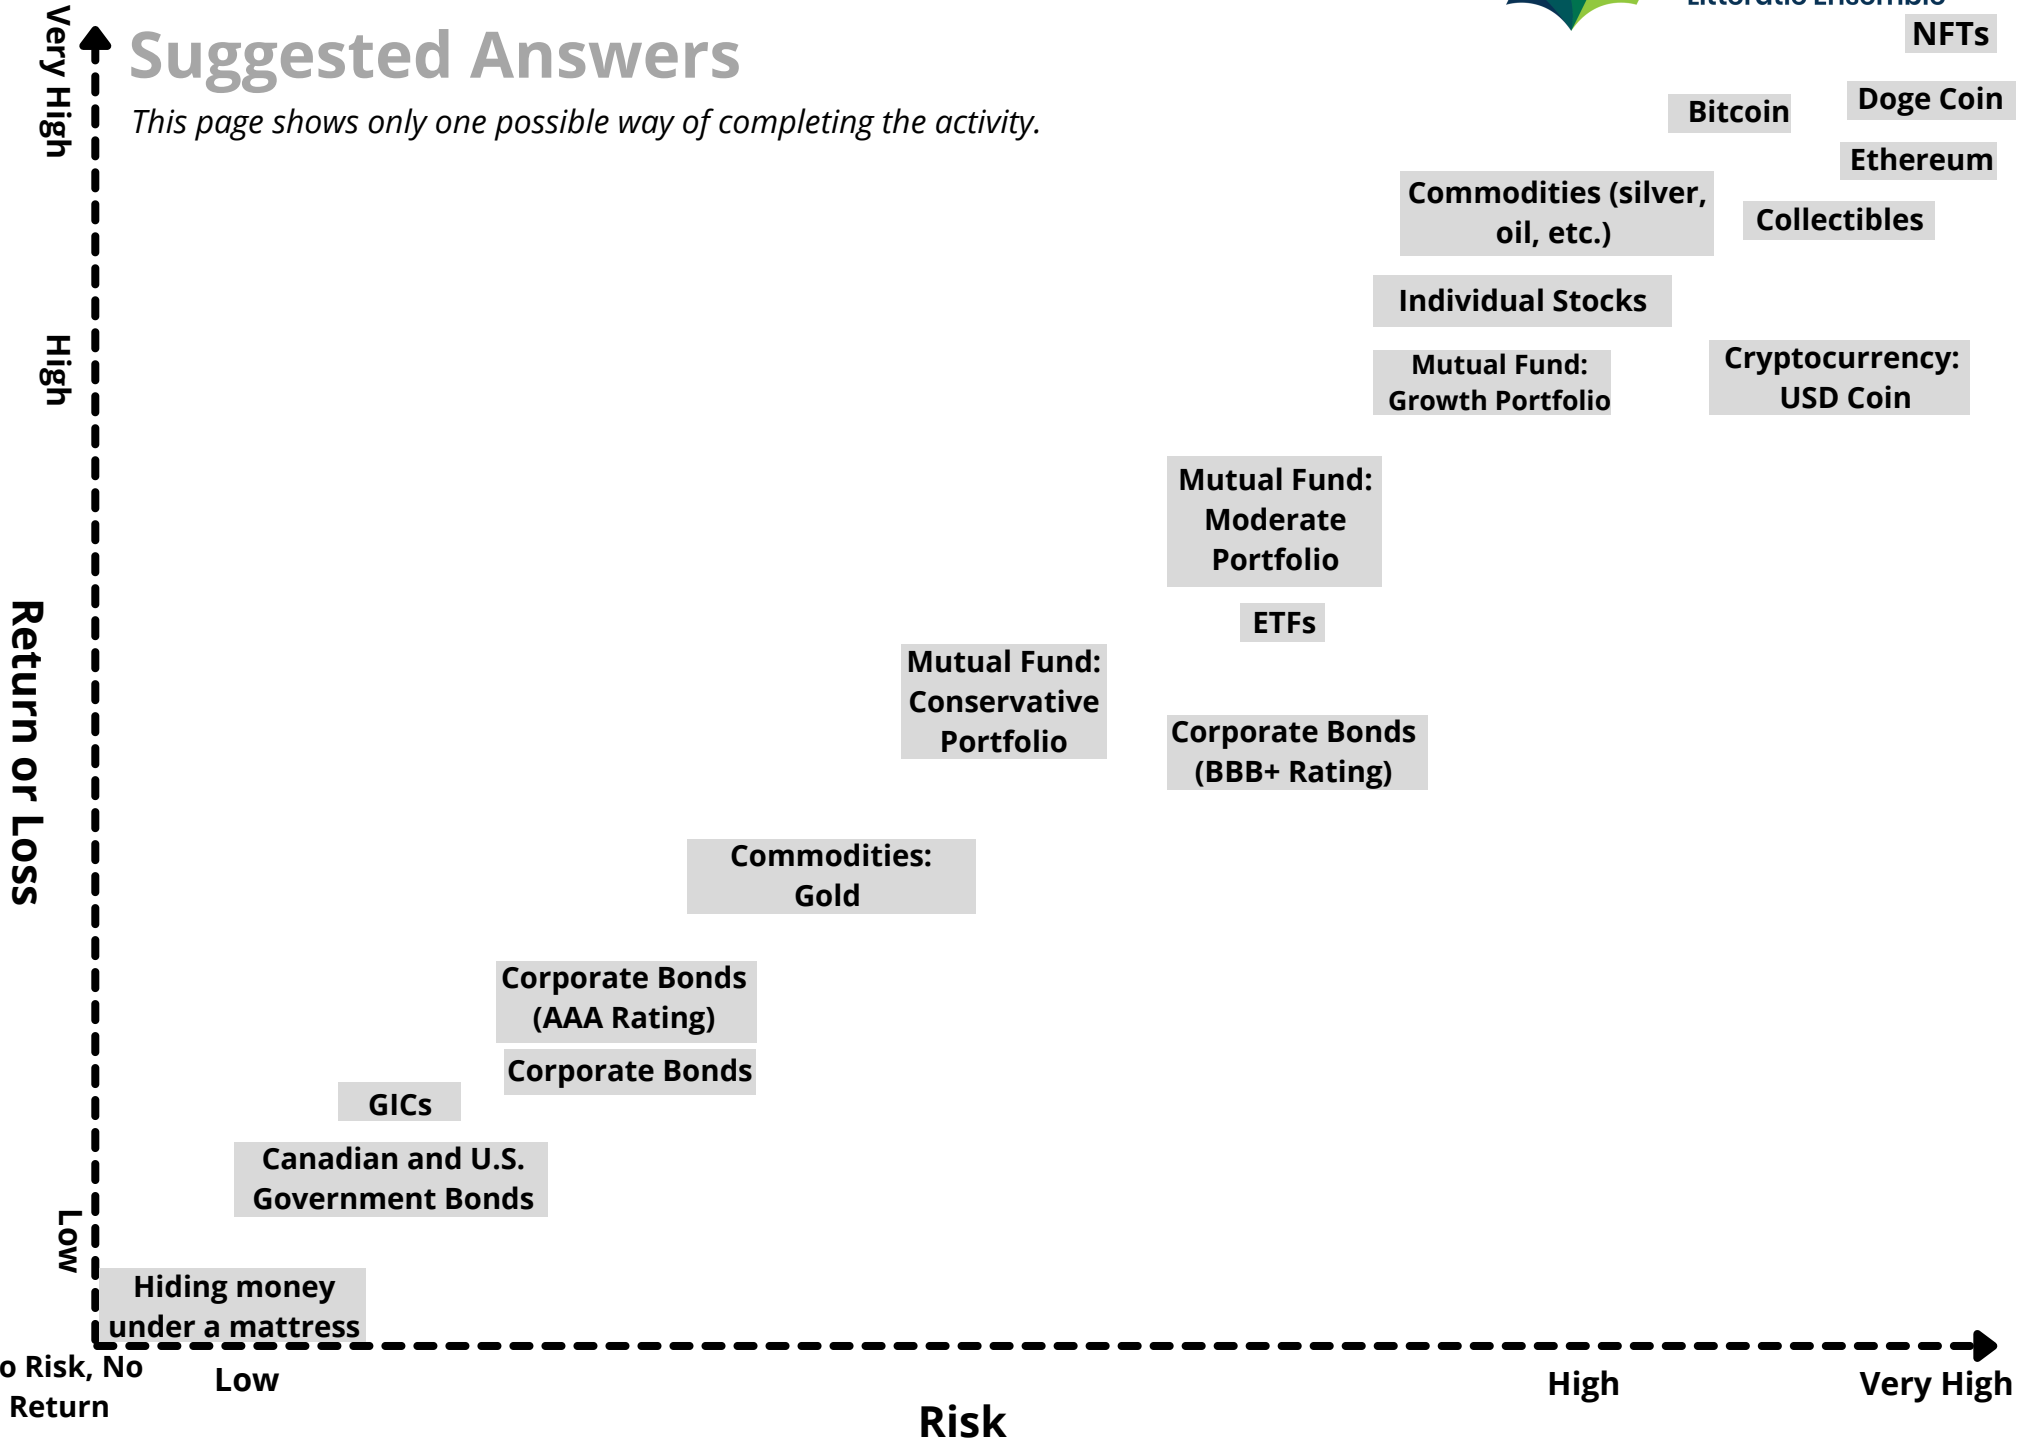 NFTs
Very High
Suggested Answers
This page shows only one possible way of completing the activity.
Doge Coin
Bitcoin
Ethereum
Commodities (silver,
oil, etc.)
Collectibles
Individual Stocks
High
Mutual Fund:
Growth Portfolio
Cryptocurrency:
USD Coin
Mutual Fund:
Moderate
Portfolio
ETFs
Return or Loss
Mutual Fund:
Conservative
Portfolio
Corporate Bonds
(BBB+ Rating)
Commodities:
Gold
Corporate Bonds
(AAA Rating)
Corporate Bonds
GICs
Canadian and U.S.
Government Bonds
Low
Hiding money
under a mattress
o Risk, No
Return
Low
High
Very High
Risk